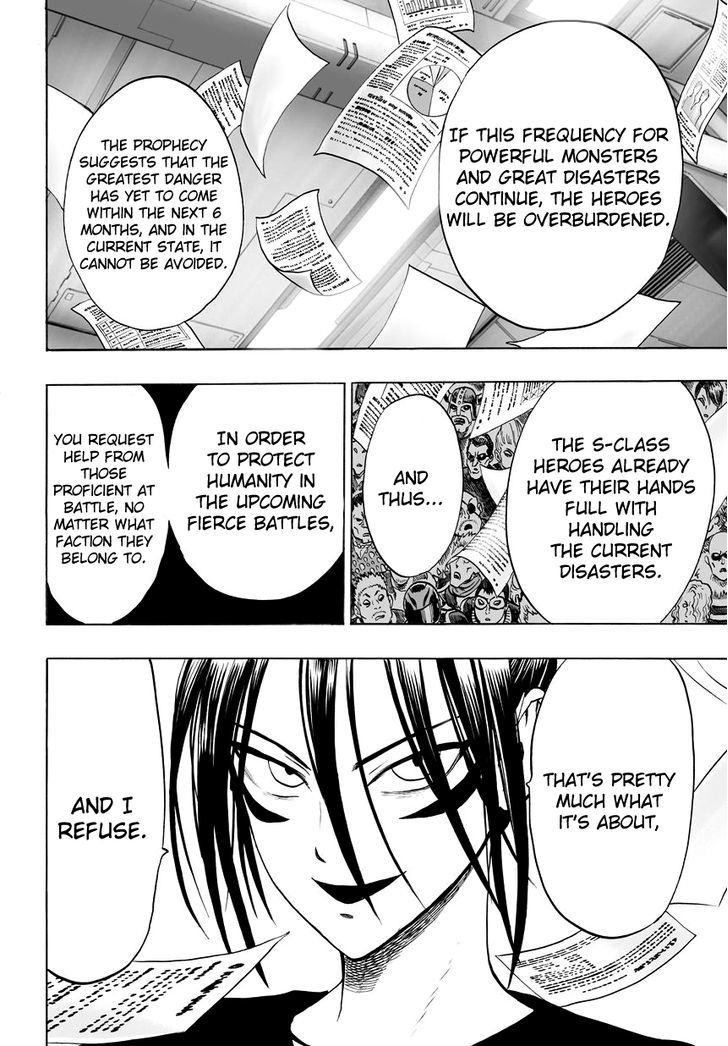 IF THIS FREQUENCY FOR
POWERFUL MONSTERS
AND GREAT DISASTERS
CONTINUE, THE HEROES
WILL BE OVERBURDENED.
THE PROPHECY
SUGGESTS THAT THE
GREATEST DANGER
HAS YET TO COME
WITHIN THE NEXT 6
MONTHS, AND IN THE
CURRENT STATE, IT
CANNOT BE AVOIDED.
THE S-CLASS
HEROES ALREADY
HAVE THEIR HANDS
FULL WITH
HANDLING
THE CURRENT
DISASTERS.
AND
THUS...
IN ORDER
TO PROTECT
HUMANITY IN
THE UPCOMING
FIERCE BATTLES,
YOU REQUEST
HELP FROM
THOSE
PROFICIENT AT
BATTLE, NO
MATTER WHAT
FACTION THEY
BELONG TO.
THAT'S PRETTY
MUCH WHAT
IT'S ABOUT,
AND I
REFUSE.